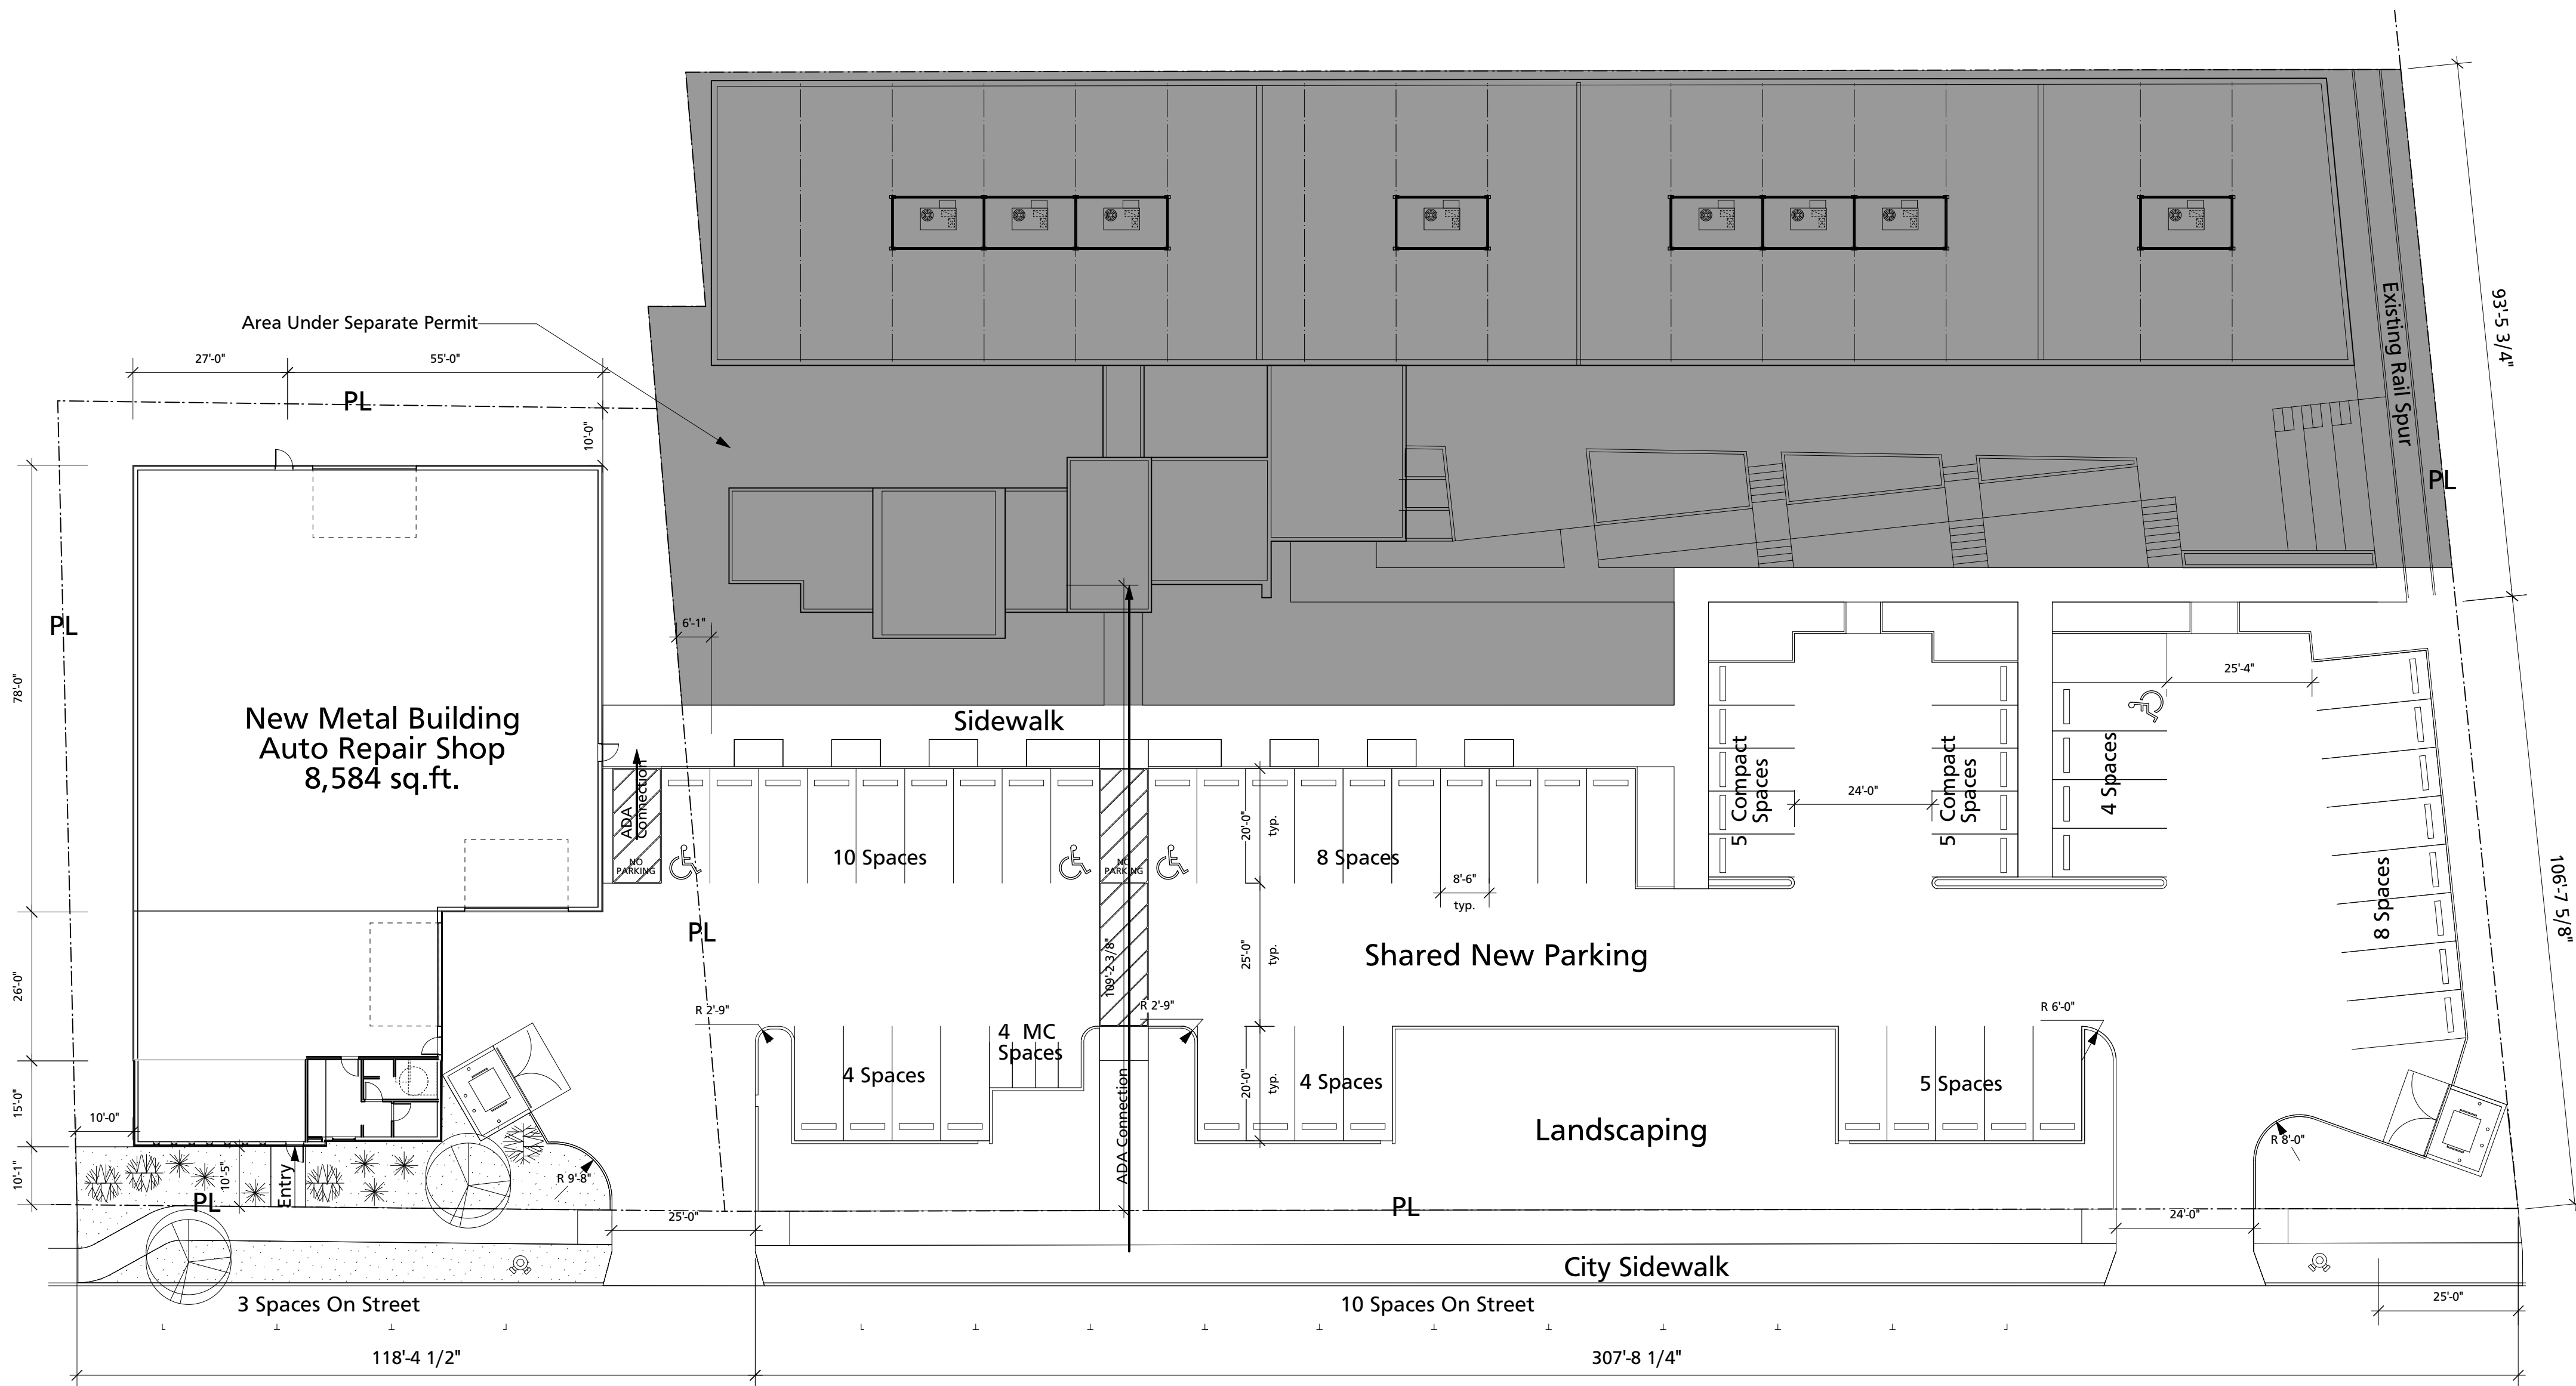 93'-5 3/4"
Existing Rail Spur
Area Under Separate Permit
27'-0"
55'-0"
PL
10'-0"
PL
PL
6'-1"
25'-4"
78'-0"
New Metal Building
Auto Repair Shop
8,584 sq.ft.
Sidewalk
ADA
Connection
NO
PARKING
10 Spaces
NO
PARKING
20'-0"
typ.
8 Spaces
8'-6"
typ.
5 Compact
Spaces
24'-0"
5 Compact
Spaces
4 Spaces
8 Spaces
106'-7 5/8"
PL
109'-2 3/8"
25'-0"
typ.
Shared New Parking
26'-0"
R 2'-9"
R 2'-9"
R 6'-0"
4 MC
Spaces
4 Spaces
20'-0"
typ.
4 Spaces
5 Spaces
15'-0"
10'-0"
ADA Connection
Landscaping
R 8'-0"
10'-1"
10'-5"
Entry
R 9'-8"
PL
PL
25'-0"
24'-0"
City Sidewalk
25'-0"
3 Spaces On Street
10 Spaces On Street
118'-4 1/2"
307'-8 1/4"